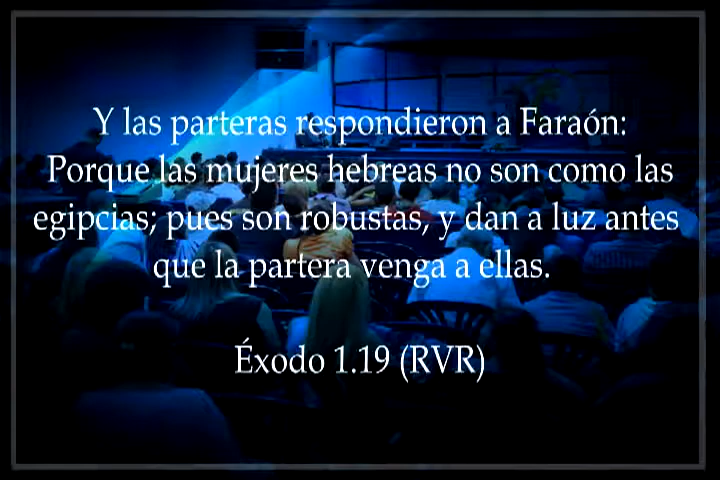 Y las parteras respondieron a Faraón:
Porque las mujeres hebreas no son como las
egipcias; pues son robustas, y dan a luz antes
que la partera venga a ellas.
Éxodo 1.19 (RVR)